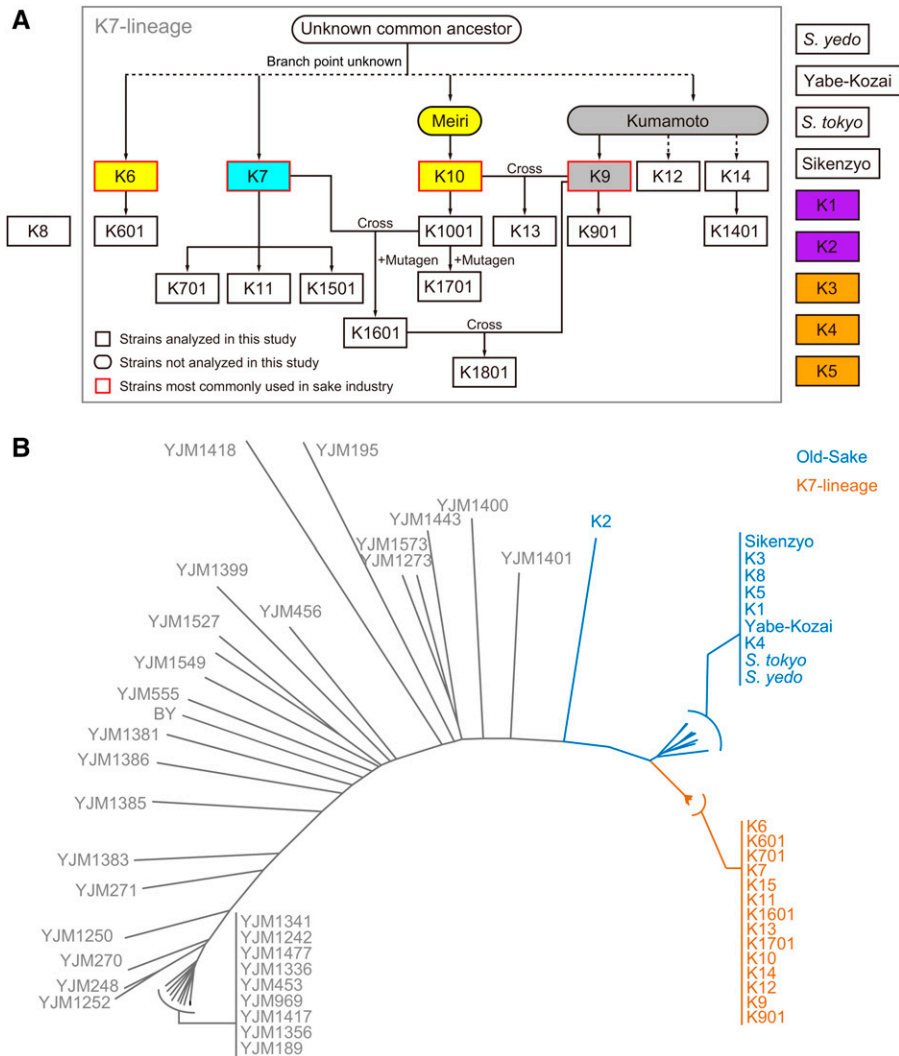 A
K7-lineage
Unknown common ancestor
Branch point unknown
Meiri
Kumamoto
K6
K7
K10
K9
K12
K14
Cross
K8
K601
Cross
K1001
K13
K901
K1401
+Mutagen
+Mutagen
K701
K11
K1501
K1701
K1601
Cross
K1801
Strains analyzed in this study
Strains not analyzed in this study
Strains most commonly used in sake industry
S. yedo
Yabe-Kozai
S. tokyo
Sikenzyo
K1
K2
K3
K4
K5
B
Old-Sake
K7-lineage
YJM1418
YJM195
YJM1443
YJM1400
YJM1573
YJM1273
YJM1401
K2
YJM1399
YJM456
YJM1527
YJM1549
YJM555
BY
YJM1381
YJM1386
YJM1385
YJM1383
YJM271
YJM1250
YJM270
YJM248
YJM1252
YJM1341
YJM1242
YJM1477
YJM1336
YJM453
YJM969
YJM1417
YJM1356
YJM189
Sikenzyo
K3
K8
K5
K1
Yabe-Kozai
K4
S. tokyo
S. yedo
K6
K601
K701
K7
K15
K11
K1601
K13
K1701
K10
K14
K12
K9
K901